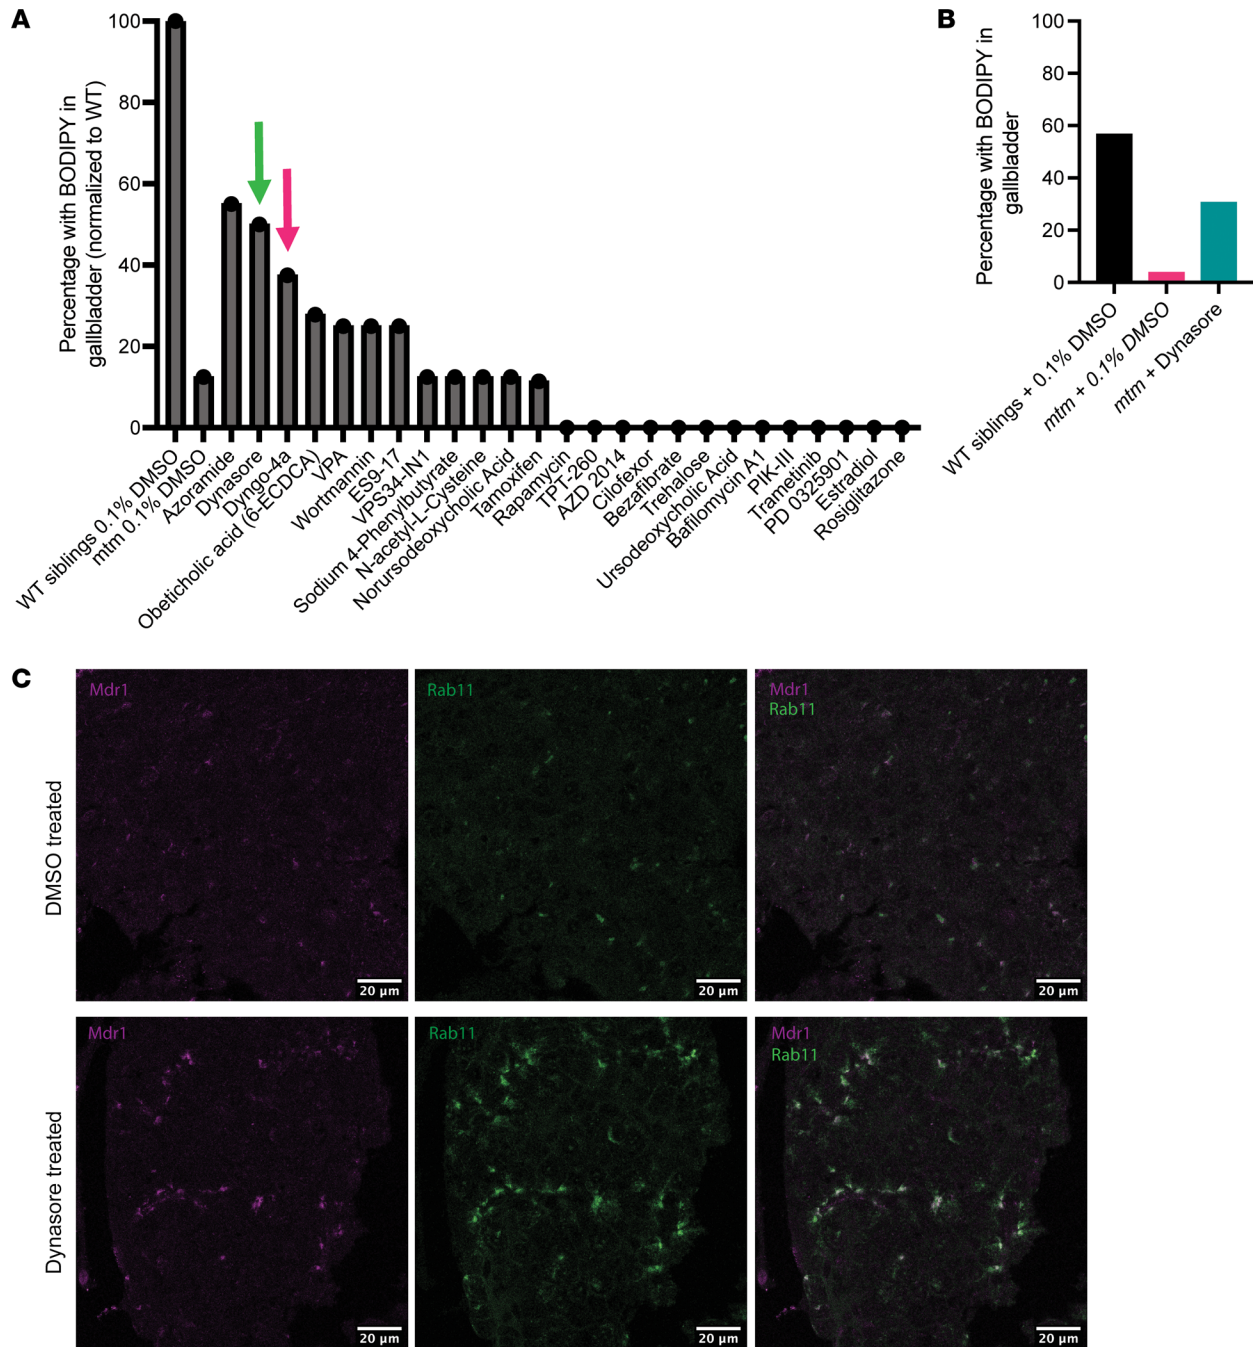 A
Percentage with BODIPY in
gallbladder (normalized to WT)
100
80
60
40
20
0
WT siblings 0.1% DMSO
mtm 0.1% DMSO
Azoramide
Dynasore
Dyngo-4a
Obeticholic acid (6-ECDCA)
VPA
Wortmannin
ES9-17
VPS34-IN1
Sodium 4-Phenylbutyrate
N-acetyl-L-Cysteine
Norursodeoxycholic Acid
Tamoxifen
Rapamycin
TPT-260
AZD 2014
Cilofexor
Bezafibrate
Trehalose
Ursodeoxycholic Acid
Bafilomycin A1
PIK-III
Trametinib
PD 0325901
Estradiol
Rosiglitazone
B
Percentage with BODIPY in
gallbladder
100
80
60
40
20
0
WT siblings + 0.1% DMSO
mtm + 0.1% DMSO
mtm + Dynasore
C
DMSO treated
Mdr1
20 µm
Rab11
20 µm
Mdr1
Rab11
20 µm
Dynasore treated
Mdr1
20 µm
Rab11
20 µm
Mdr1
Rab11
20 µm